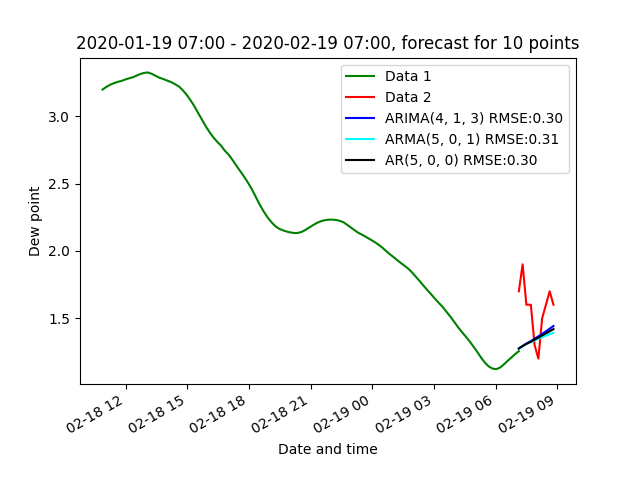 2020-01-19 07:00 - 2020-02-19 07:00, forecast for 10 points
Data 1
Data 2
ARIMA(4, 1, 3) RMSE:0.30
ARMA(5, 0, 1) RMSE:0.31
AR(5, 0, 0) RMSE:0.30
Dew point
3.0
2.5
2.0
1.5
02-18 12
02-18 15
02-18 18
02-18 21
02-19 00
02-19 03
02-19 06
02-19 09
Date and time